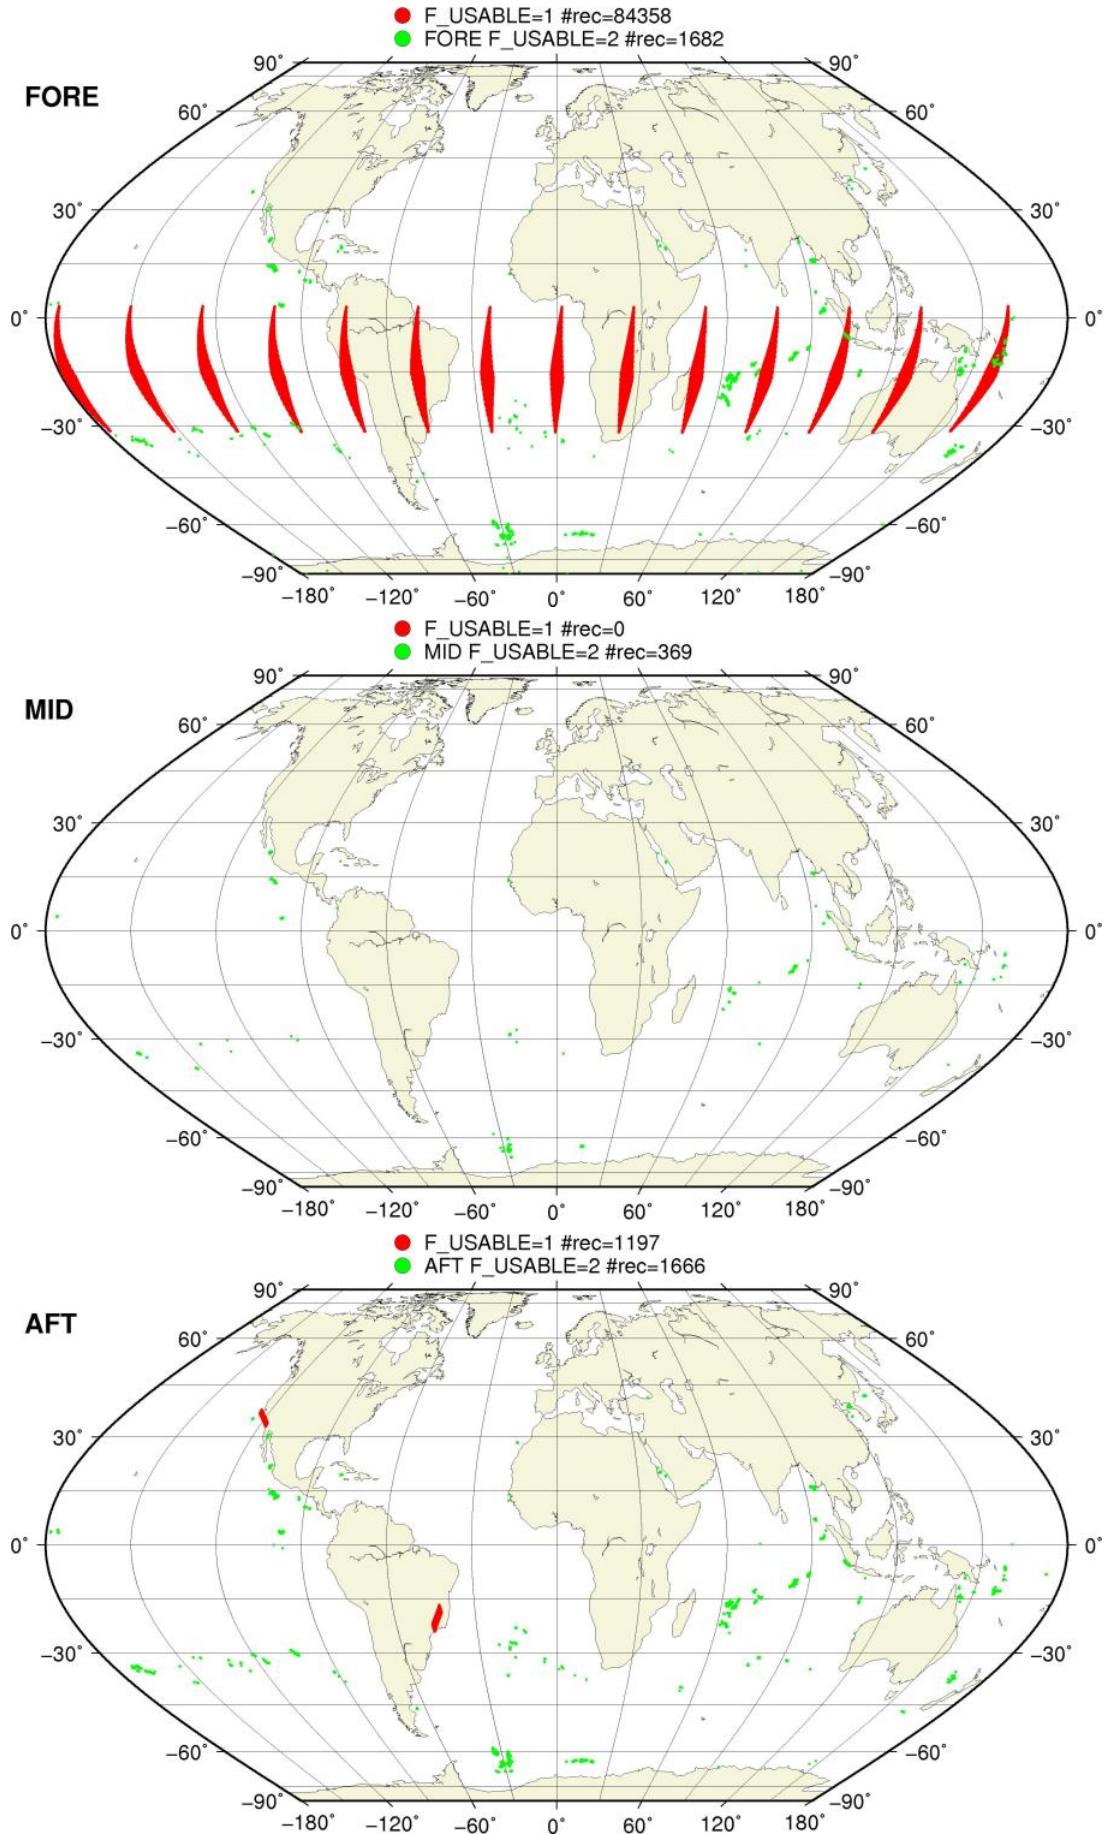 F_USABLE=1 #rec=84358
FORE F_USABLE=2 #rec=1682
FORE
90° 90°
60° 60°
30° 30°
0° 0°
−30° −30°
−60° −60°
−90° −90°
−180° −120° −60° 0° 60° 120° 180°
F_USABLE=1 #rec=0
MID F_USABLE=2 #rec=369
MID
90° 90°
60° 60°
30° 30°
0° 0°
−30° −30°
−60° −60°
−90° −90°
−180° −120° −60° 0° 60° 120° 180°
F_USABLE=1 #rec=1197
AFT F_USABLE=2 #rec=1666
AFT
90° 90°
60° 60°
30° 30°
0° 0°
−30° −30°
−60° −60°
−90° −90°
−180° −120° −60° 0° 60° 120° 180°